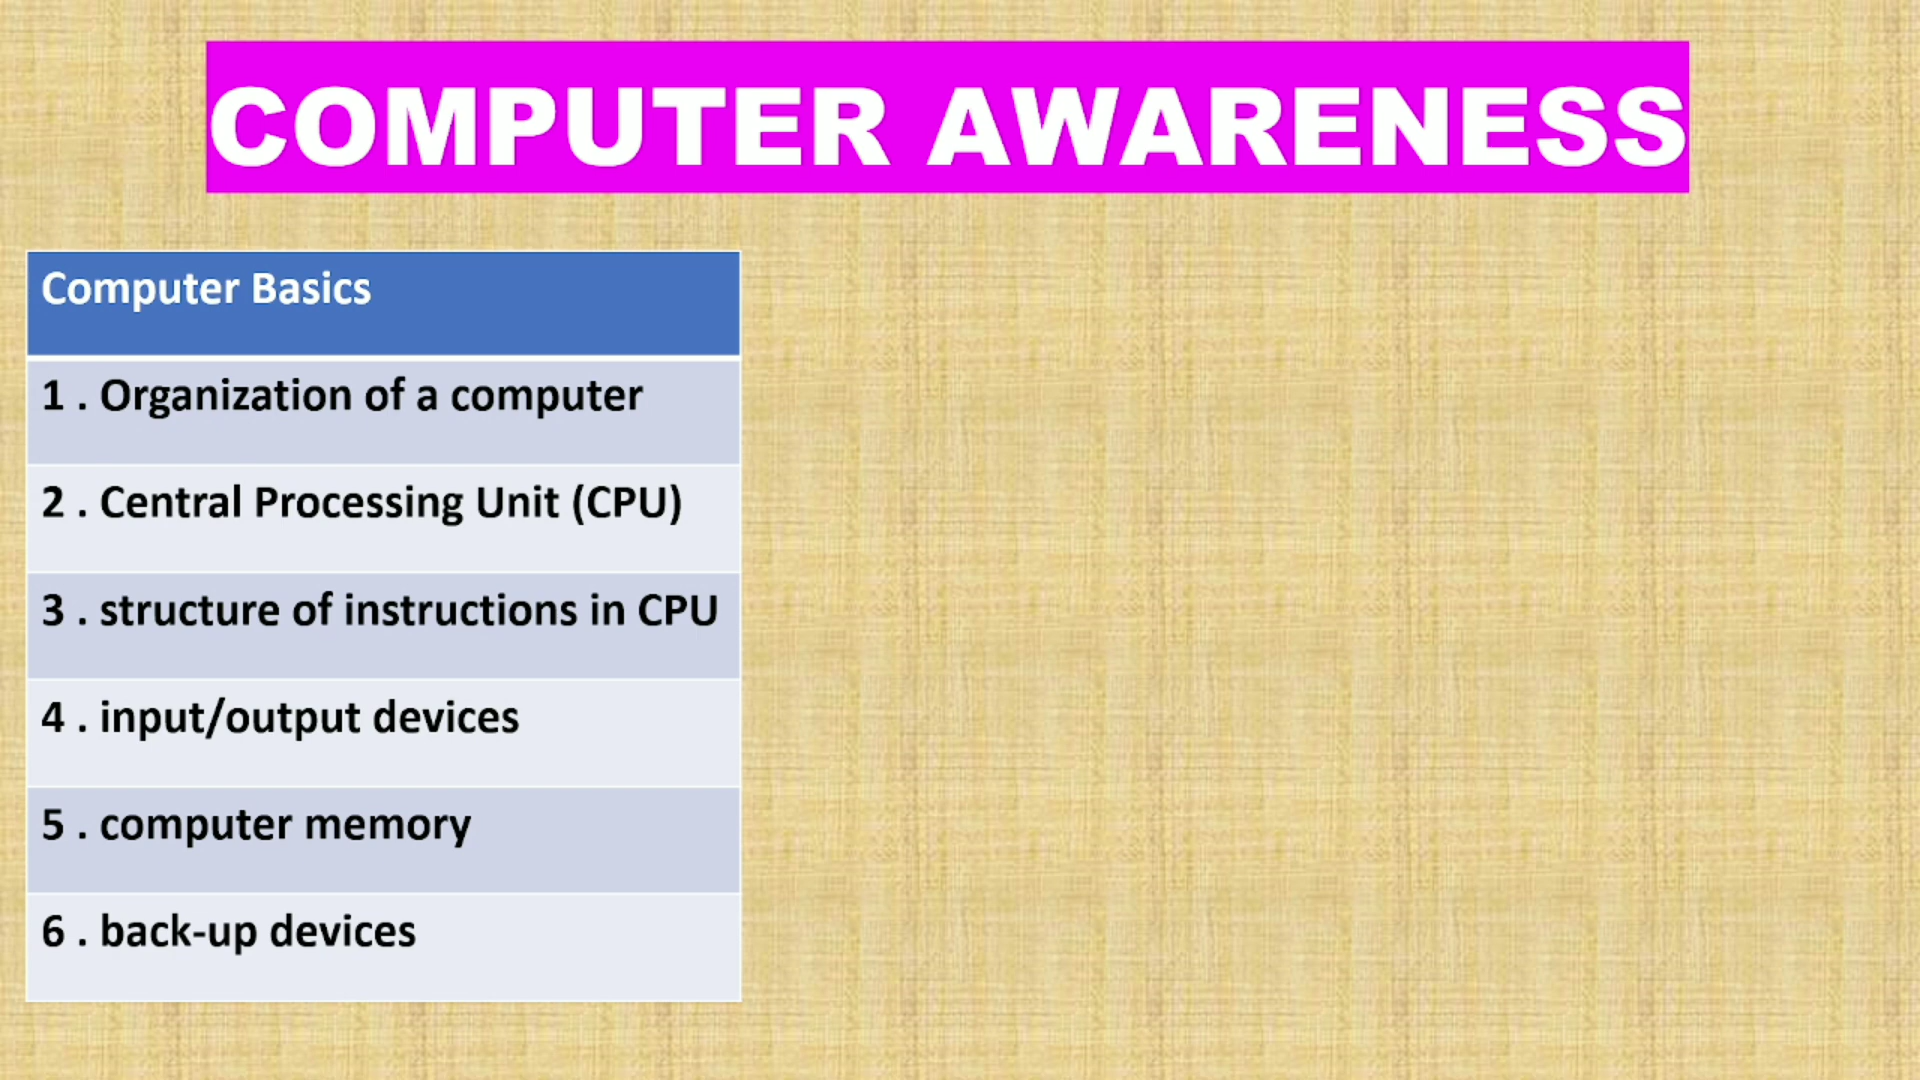 COMPUTER AWARENESS
Computer Basics
1 . Organization of a computer
2 . Central Processing Unit (CPU)
3 . structure of instructions in CPU
4 . input/output devices
5 . computer memory
6 . back-up devices